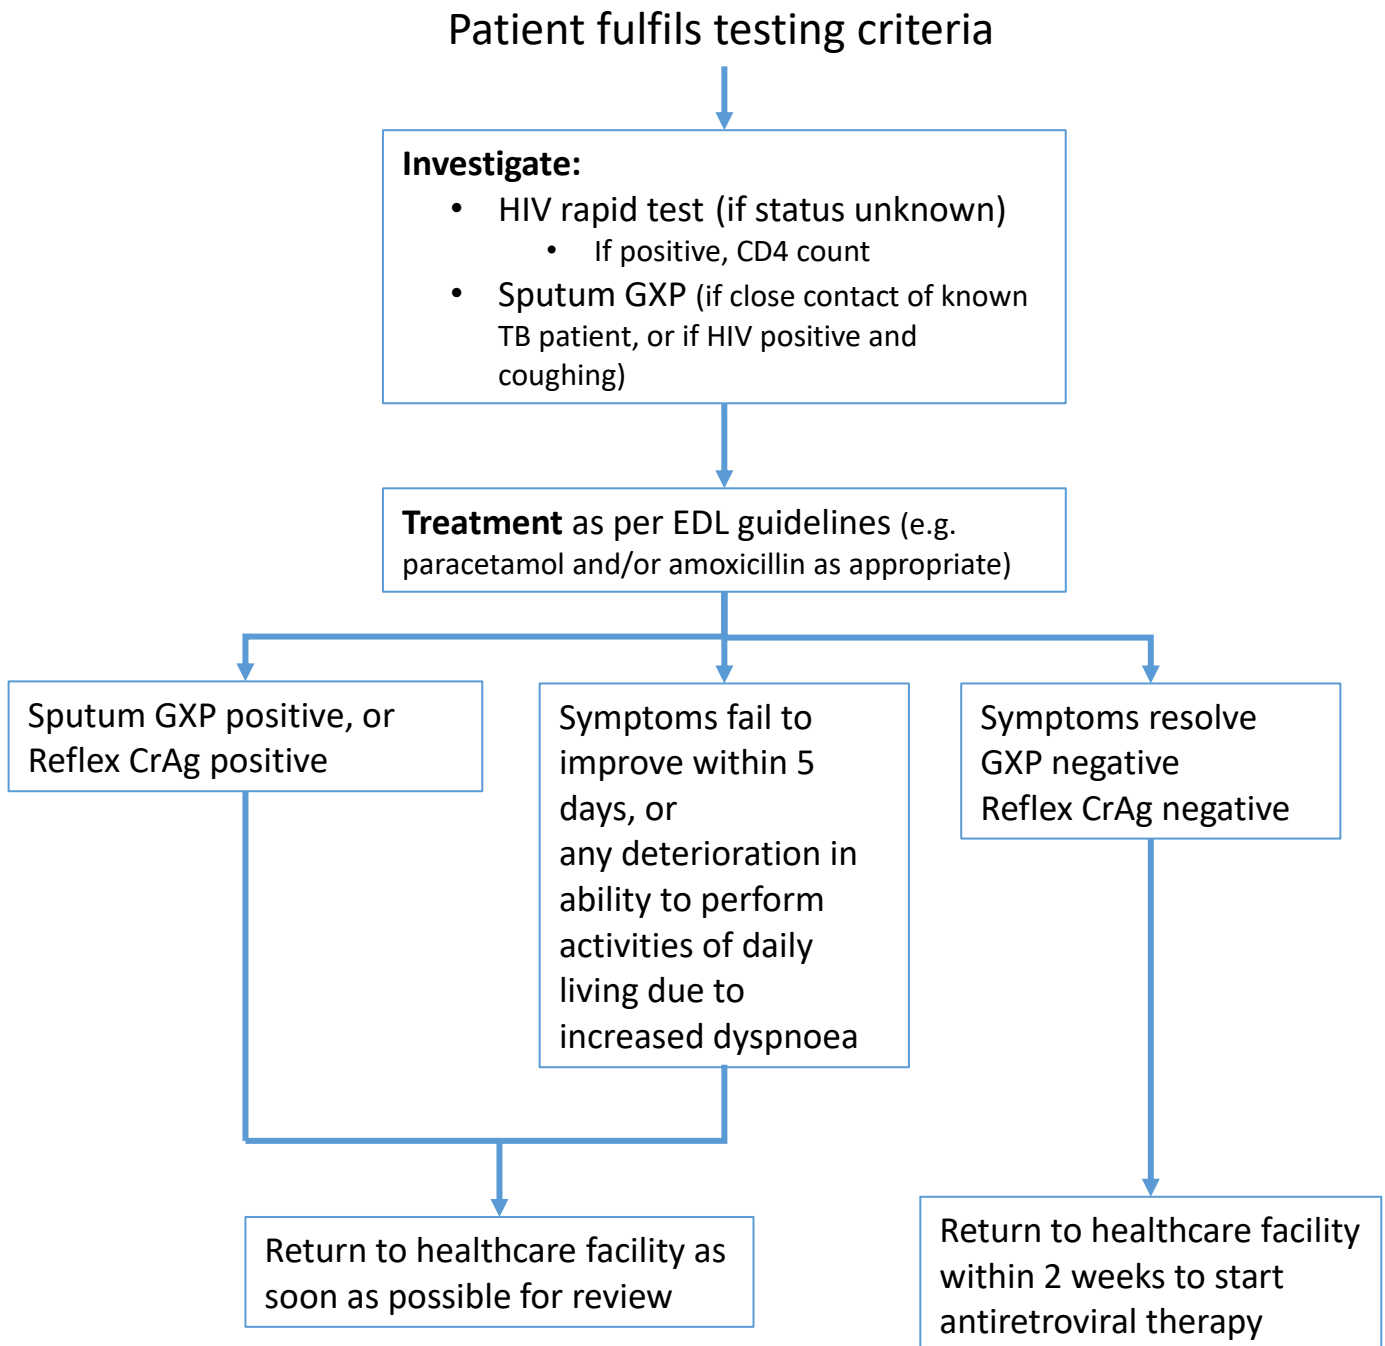 Patient fulfils testing criteria
Investigate:
• HIV rapid test (if status unknown)
• If positive, CD4 count
• Sputum GXP (if close contact of known
TB patient, or if HIV positive and
coughing)
Treatment as per EDL guidelines (e.g.
paracetamol and/or amoxicillin as appropriate)
Sputum GXP positive, or
Reflex CrAg positive
Symptoms fail to
improve within 5
days, or
any deterioration in
ability to perform
activities of daily
living due to
increased dyspnoea
Symptoms resolve
GXP negative
Reflex CrAg negative
Return to healthcare facility as
soon as possible for review
Return to healthcare facility
within 2 weeks to start
antiretroviral therapy